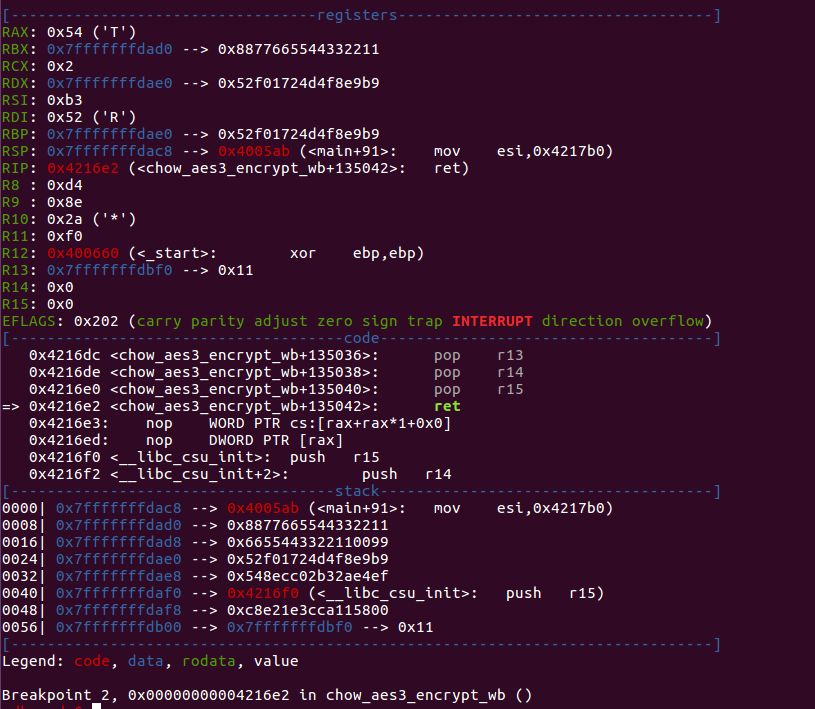 [----------------------------------registers-----------------------------------]
RAX: 0x54 ('T')
RBX: 0x7fffffffdad0 --> 0x8877665544332211
RCX: 0x2
RDX: 0x7fffffffdae0 --> 0x52f01724d4f8e9b9
RSI: 0xb3
RDI: 0x52 ('R')
RBP: 0x7fffffffdae0 --> 0x52f01724d4f8e9b9
RSP: 0x7fffffffdac8 --> 0x4005ab (<main+91>: mov esi,0x4217b0)
RIP: 0x4216e2 (<chow_aes3_encrypt_wb+135042>: ret)
R8 : 0xd4
R9 : 0x8e
R10: 0x2a ('*')
R11: 0xf0
R12: 0x400660 (<_start>: xor ebp,ebp)
R13: 0x7fffffffdbf0 --> 0x11
R14: 0x0
R15: 0x0
EFLAGS: 0x202 (carry parity adjust zero sign trap INTERRUPT direction overflow)
[-------------------------------------code-------------------------------------]
0x4216dc <chow_aes3_encrypt_wb+135036>: pop r13
0x4216de <chow_aes3_encrypt_wb+135038>: pop r14
0x4216e0 <chow_aes3_encrypt_wb+135040>: pop r15
=> 0x4216e2 <chow_aes3_encrypt_wb+135042>: ret
0x4216e3: nop WORD PTR cs:[rax+rax*1+0x0]
0x4216ed: nop DWORD PTR [rax]
0x4216f0 <__libc_csu_init>: push r15
0x4216f2 <__libc_csu_init+2>: push r14
[------------------------------------stack-------------------------------------]
0000| 0x7fffffffdac8 --> 0x4005ab (<main+91>: mov esi,0x4217b0)
0008| 0x7fffffffdad0 --> 0x8877665544332211
0016| 0x7fffffffdad8 --> 0x6655443322110099
0024| 0x7fffffffdae0 --> 0x52f01724d4f8e9b9
0032| 0x7fffffffdae8 --> 0x548ecc02b32ae4ef
0040| 0x7fffffffdaf0 --> 0x4216f0 (<__libc_csu_init>: push r15)
0048| 0x7fffffffdaf8 --> 0xc8e21e3cca115800
0056| 0x7fffffffdb00 --> 0x7fffffffdbf0 --> 0x11
[------------------------------------------------------------------------------]
Legend: code, data, rodata, value

Breakpoint 2, 0x00000000004216e2 in chow_aes3_encrypt_wb ()